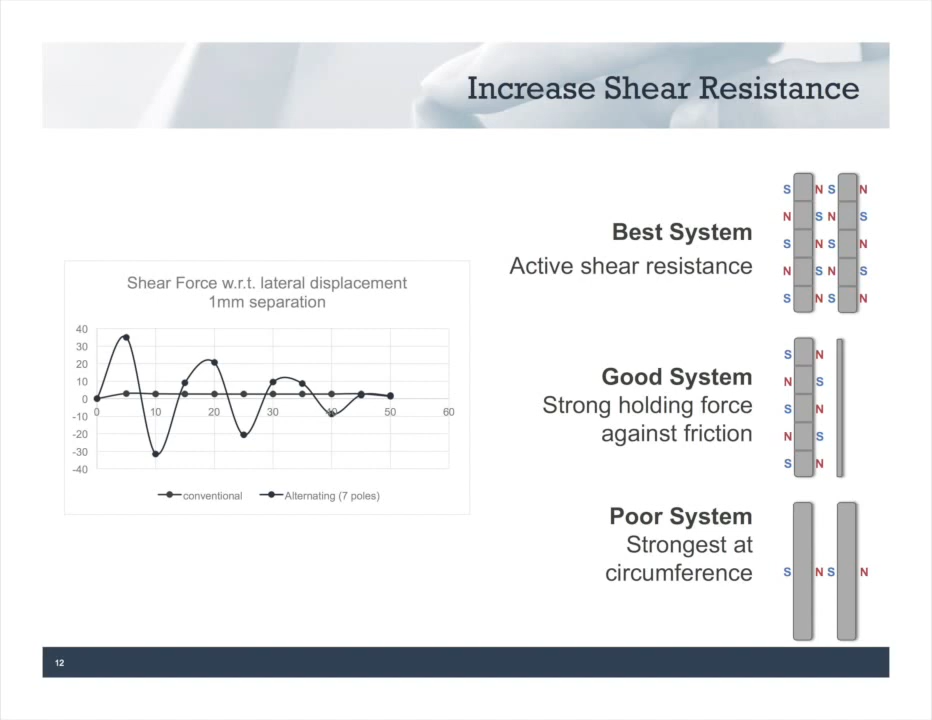 Increase Shear Resistance
Shear Force w.r.t. lateral displacement
1mm separation
40
30
20
10
0
-10
-20
-30
-40
0 10 20 30 40 50 60
conventional Alternating (7 poles)
Best System
Active shear resistance
S N S N
N S N S
S N S N
N S N S
S N S N
Good System
Strong holding force
against friction
S N
N S
S N
N S
S N
Poor System
Strongest at
circumference
S N S N
12